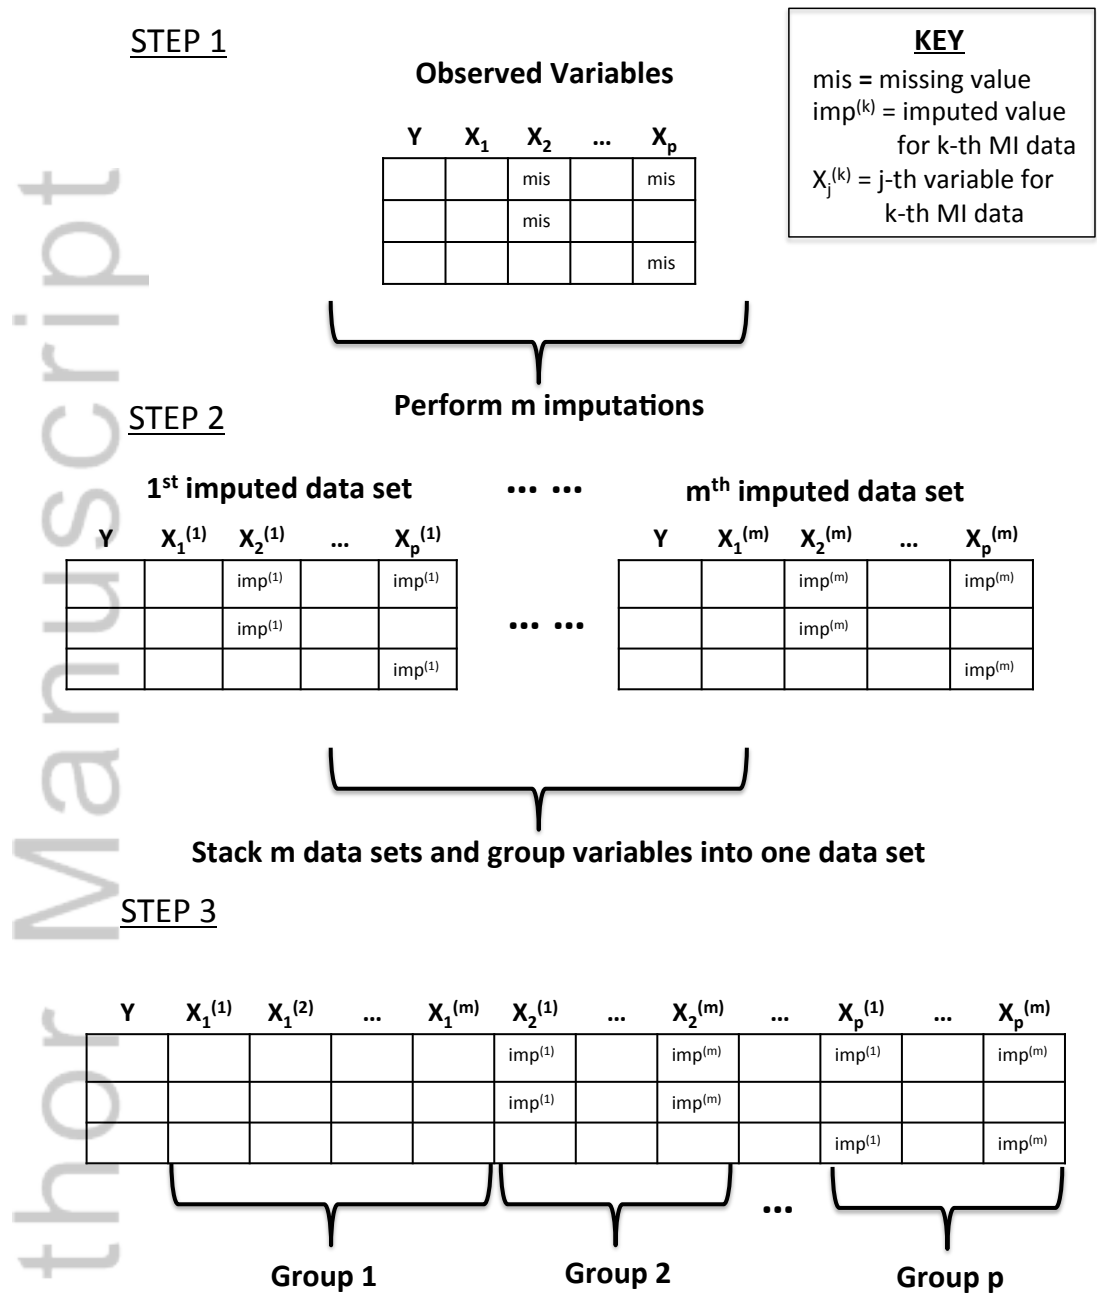 STEP 1
KEY
mis = missing value
imp(k) = imputed value
for k-th MI data
Xj(k) = j-th variable for
k-th MI data
Observed Variables
Y X1 X2 ... Xp
mis mis
mis
mis
Perform m imputations
STEP 2
1st imputed data set ... ... mth imputed data set
Y X1(1) X2(1) ... Xp(1) Y X1(m) X2(m) ... Xp(m)
imp(1) imp(1) imp(m) imp(m)
imp(1) ... ... imp(m)
imp(1) imp(m)
Stack m data sets and group variables into one data set
STEP 3
Y X1(1) X1(2) ... X1(m) X2(1) ... X2(m) ... Xp(1) ... Xp(m)
imp(1) imp(m) imp(1) imp(m)
imp(1) imp(m)
imp(1) imp(m)
...
Group 1 Group 2 Group p
thor Manuscript